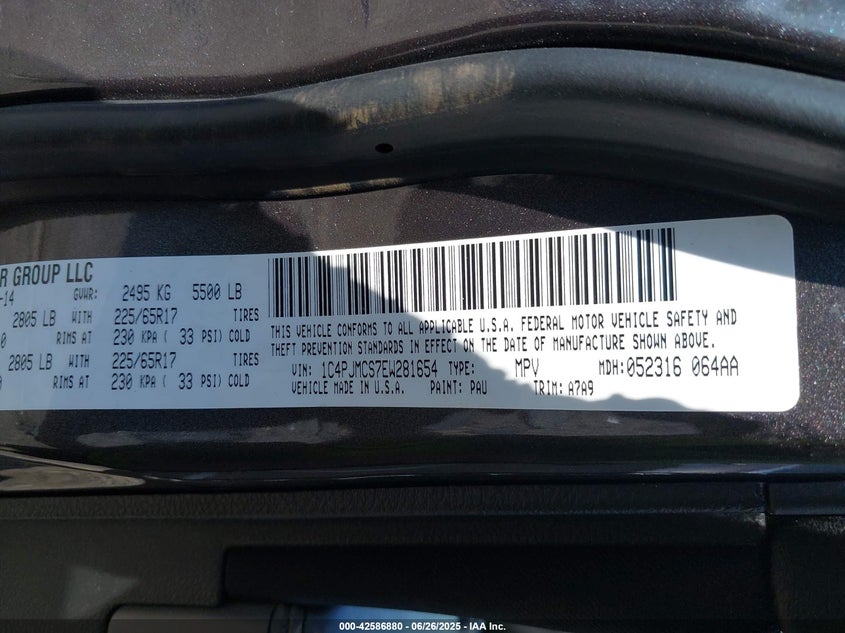 R GROUP LLC
-14 GVWR: 2495 KG 5500 LB
2805 LB WITH 225/65R17 TIRES
0 RIMS AT 230 KPA ( 33 PSI) COLD
2805 LB WITH 225/65R17 TIRES
0 RIMS AT 230 KPA ( 33 PSI) COLD
THIS VEHICLE CONFORMS TO ALL APPLICABLE U.S.A. FEDERAL MOTOR VEHICLE SAFETY AND
THEFT PREVENTION STANDARDS IN EFFECT ON THE DATE OF MANUFACTURE SHOWN ABOVE.
VIN: 1C4PJMCS7EW281654 TYPE: MPV MDH:052316 064AA
VEHICLE MADE IN U.S.A. PAINT: PAU TRIM: A7A9
000-42586880 - 06/26/2025 - IAA Inc.